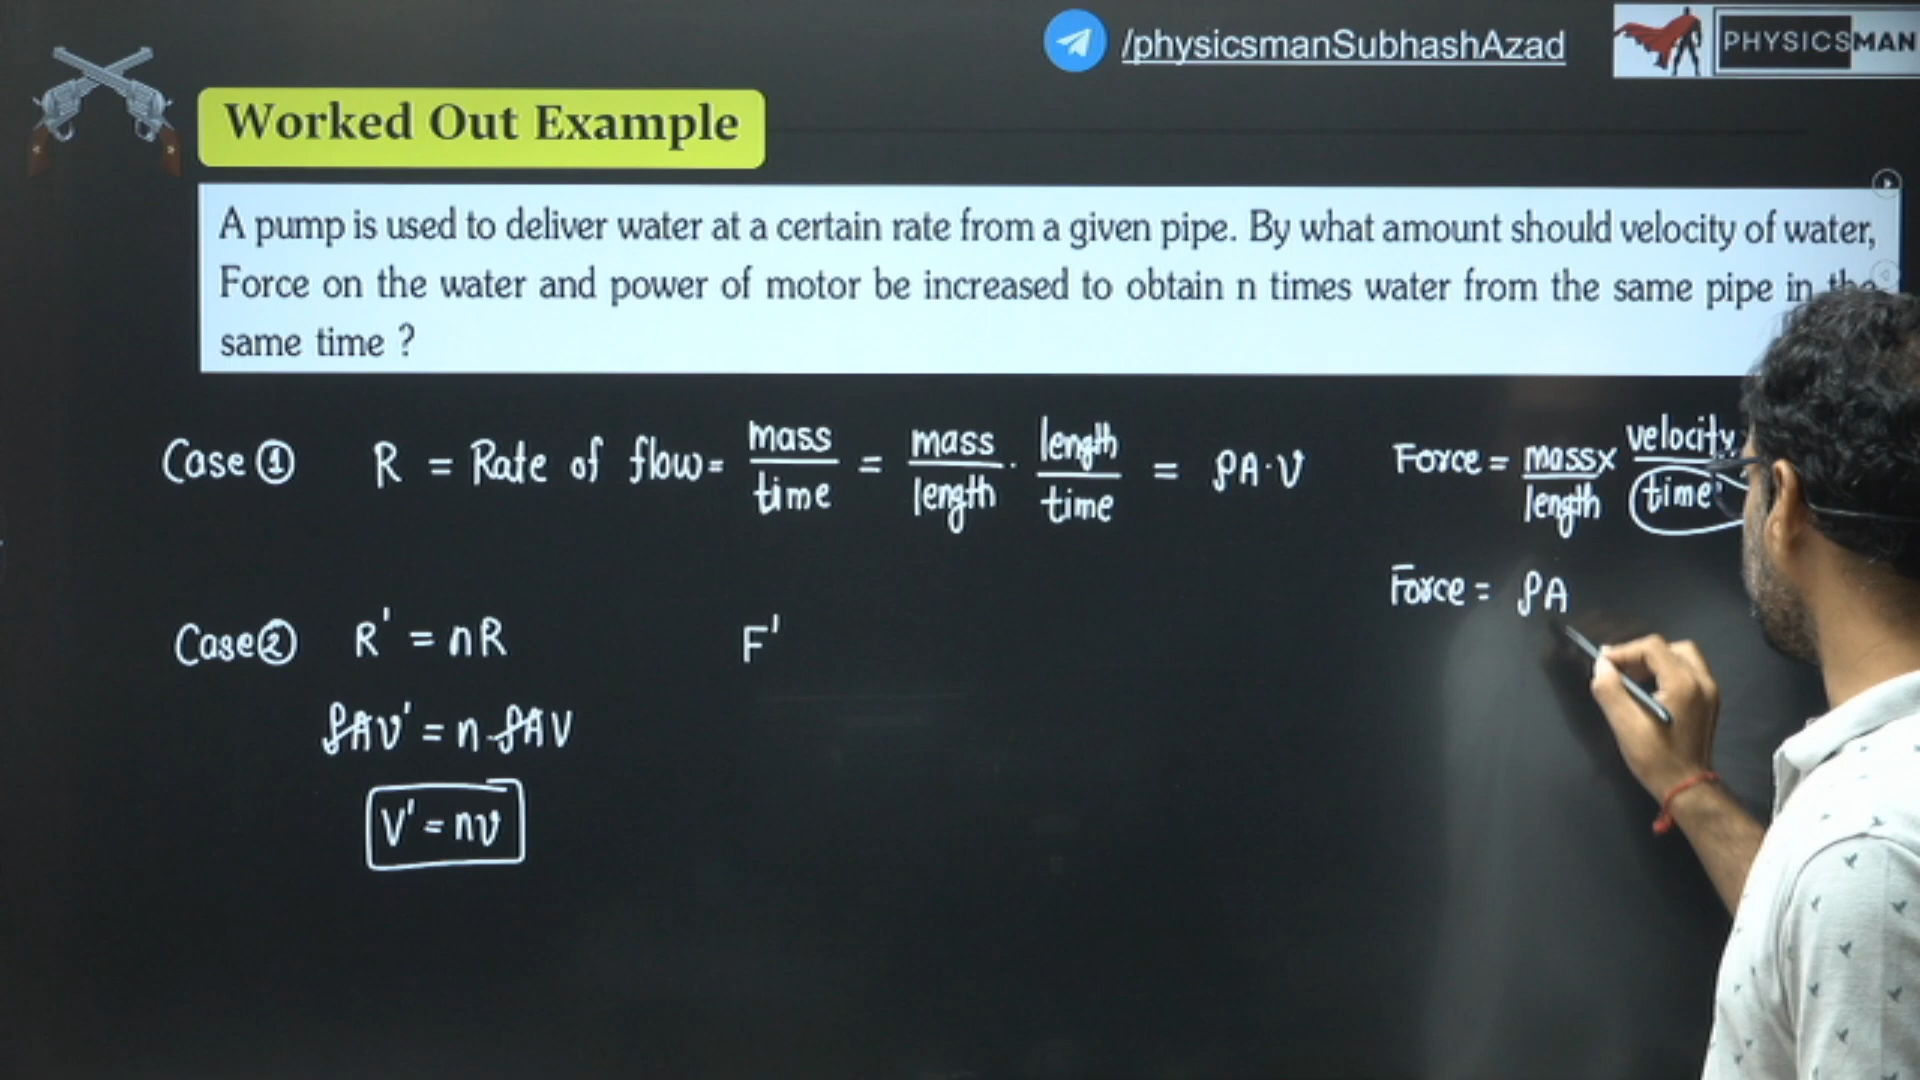 /physicsmanSubhashAzad
PHYSICSMAN
Worked Out Example
A pump is used to deliver water at a certain rate from a given pipe. By what amount should velocity of water,
Force on the water and power of motor be increased to obtain n times water from the same pipe in the
same time ?
Case ① R = Rate of flow = mass/time = mass/length · length/time = ρA·v
Force = mass/length × velocity/time
Force = ρA
Case ② R' = nR F'
ρAv' = n ρAV
V' = nv